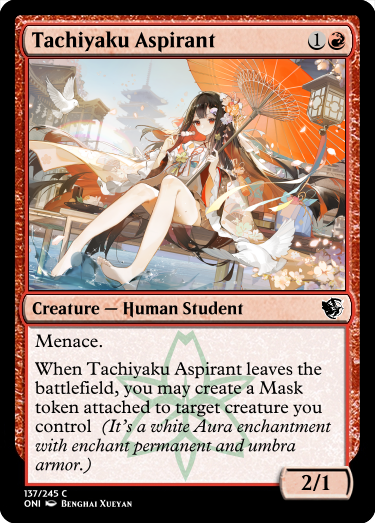 Tachiyaku Aspirant 1
Creature — Human Student
Menace.
When Tachiyaku Aspirant leaves the
battlefield, you may create a Mask
token attached to target creature you
control (It's a white Aura enchantment
with enchant permanent and umbra
armor.)
2/1
137/245 C
ONI Benghai Xueyan